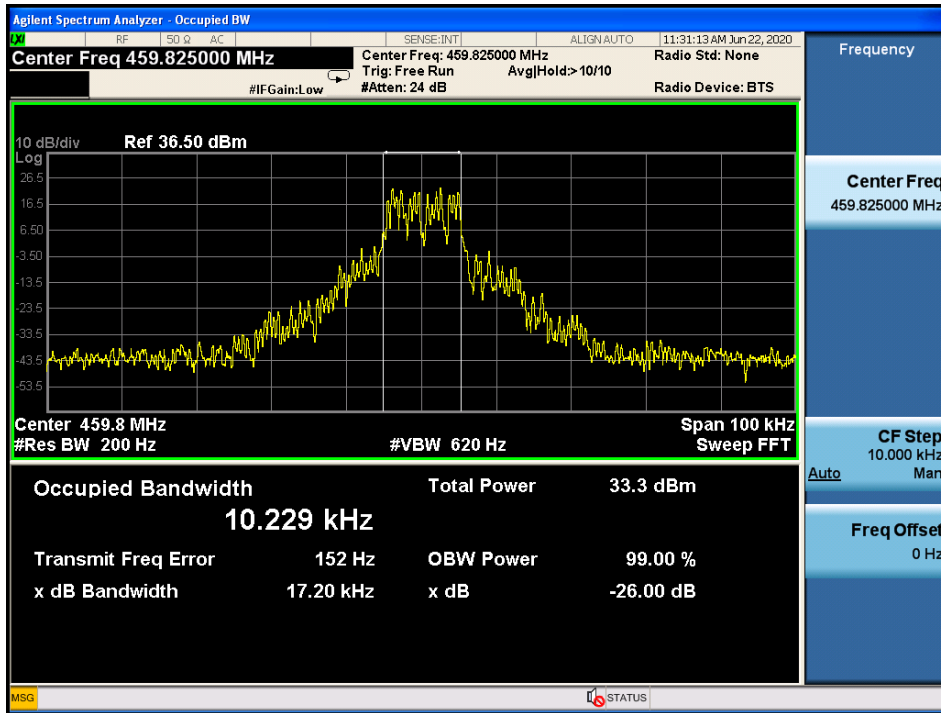 Agilent Spectrum Analyzer - Occupied BW
LXI RF 50 Ω AC SENSE:INT ALIGN AUTO 11:31:13 AM Jun 22, 2020
Center Freq 459.825000 MHz
Center Freq: 459.825000 MHz
Radio Std: None
Trig: Free Run Avg|Hold:> 10/10
#IFGain:Low
#Atten: 24 dB
Radio Device: BTS
10 dB/div Ref 36.50 dBm
Log
26.5
16.5
6.50
-3.50
-13.5
-23.5
-33.5
-43.5
-53.5
Center 459.8 MHz Span 100 kHz
#Res BW 200 Hz #VBW 620 Hz Sweep FFT
Occupied Bandwidth Total Power 33.3 dBm
10.229 kHz
Transmit Freq Error 152 Hz OBW Power 99.00 %
x dB Bandwidth 17.20 kHz x dB -26.00 dB
MSG STATUS
Frequency
Center Freq
459.825000 MHz
CF Step
10.000 kHz
Auto Man
Freq Offset
0 Hz